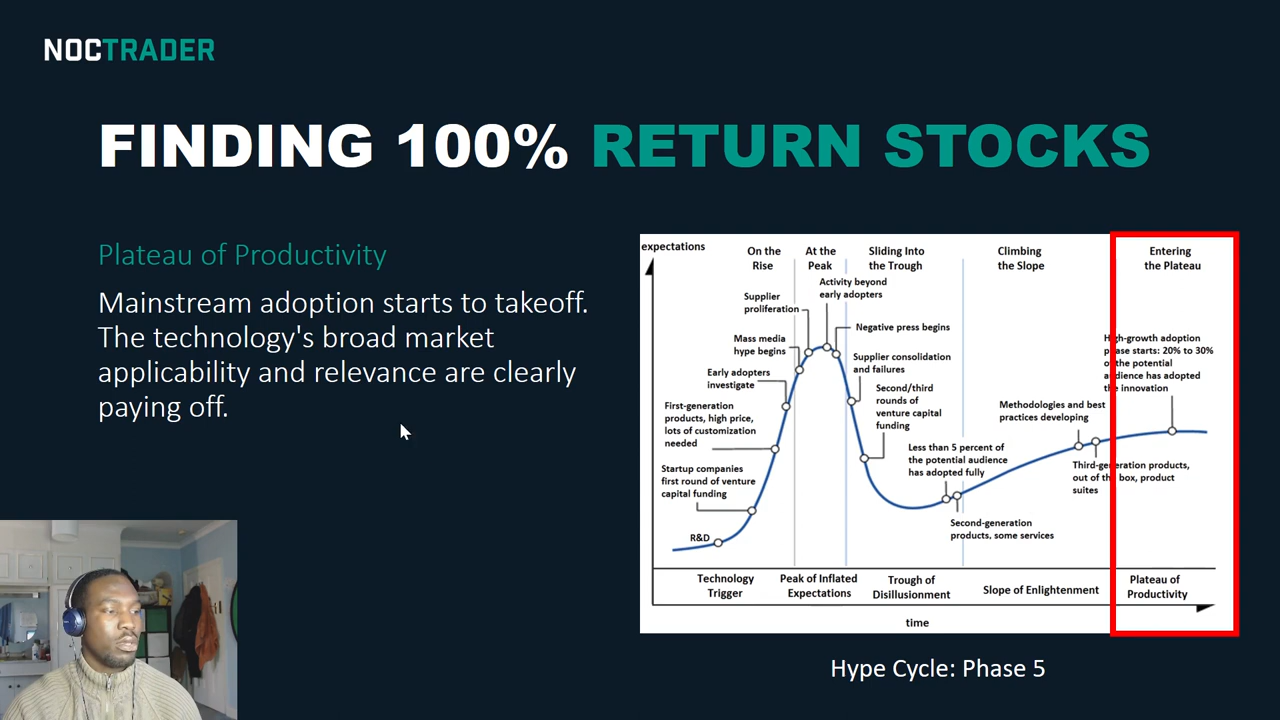 NOCTRADER
FINDING 100% RETURN STOCKS
Plateau of Productivity
Mainstream adoption starts to takeoff.
The technology's broad market
applicability and relevance are clearly
paying off.
expectations
On the
Rise
At the
Peak
Sliding Into
the Trough
Climbing
the Slope
Entering
the Plateau
Activity beyond
early adopters
Supplier
proliferation
Negative press begins
Mass media
hype begins
Supplier consolidation
and failures
Early adopters
investigate
Second/third
rounds of
venture capital
funding
First-generation
products, high price,
lots of customization
needed
Startup companies
first round of venture
capital funding
R&D
Less than 5 percent of
the potential audience
has adopted fully
Second-generation
products, some services
Methodologies and best
practices developing
Third-generation products,
out of the box, product
suites
High-growth adoption
phase starts: 20% to 30%
of the potential
audience has adopted
the innovation
Technology
Trigger
Peak of Inflated
Expectations
Trough of
Disillusionment
Slope of Enlightenment
Plateau of
Productivity
time
Hype Cycle: Phase 5